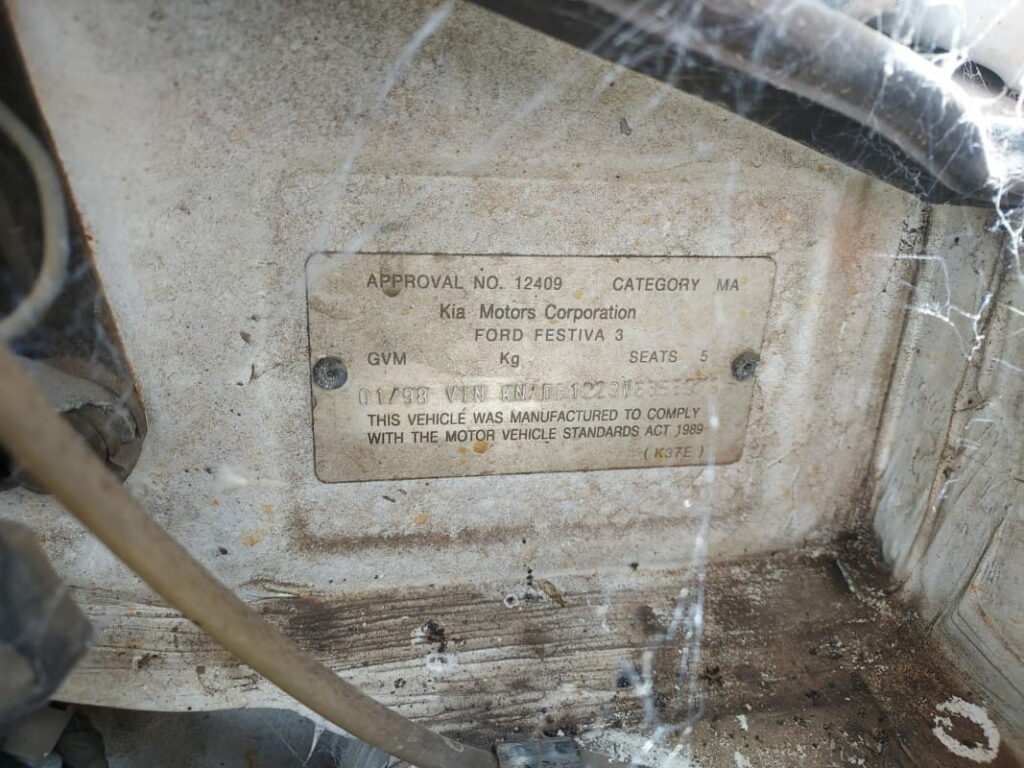 APPROVAL NO. 12409 CATEGORY MA
Kia Motors Corporation
FORD FESTIVA 3
GVM Kg SEATS 5
01/98 VIN
THIS VEHICLE WAS MANUFACTURED TO COMPLY
WITH THE MOTOR VEHICLE STANDARDS ACT 1989
( K37E )